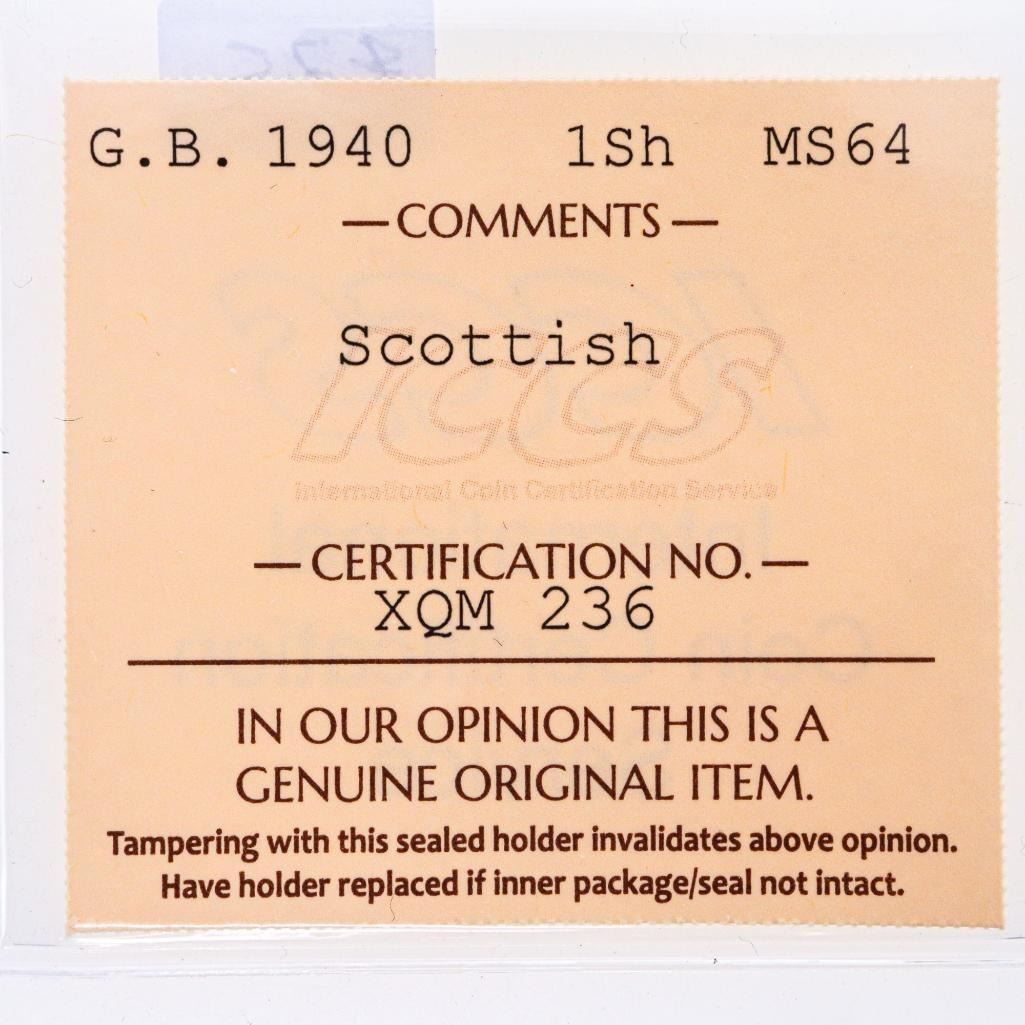 G.B. 1940 1Sh MS64
— COMMENTS —
Scottish
ICCS
International Coin Certification Service
— CERTIFICATION NO. —
XQM 236
IN OUR OPINION THIS IS A
GENUINE ORIGINAL ITEM.
Tampering with this sealed holder invalidates above opinion.
Have holder replaced if inner package/seal not intact.